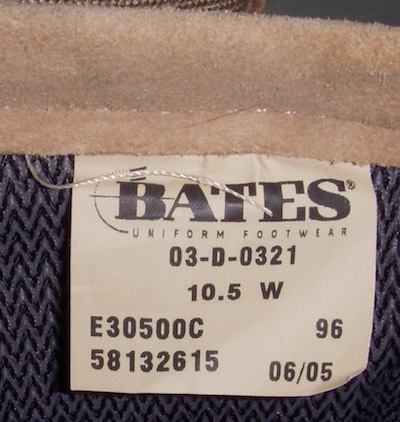 BATES®
UNIFORM FOOTWEAR
03-D-0321
10.5 W
E30500C 96
58132615 06/05